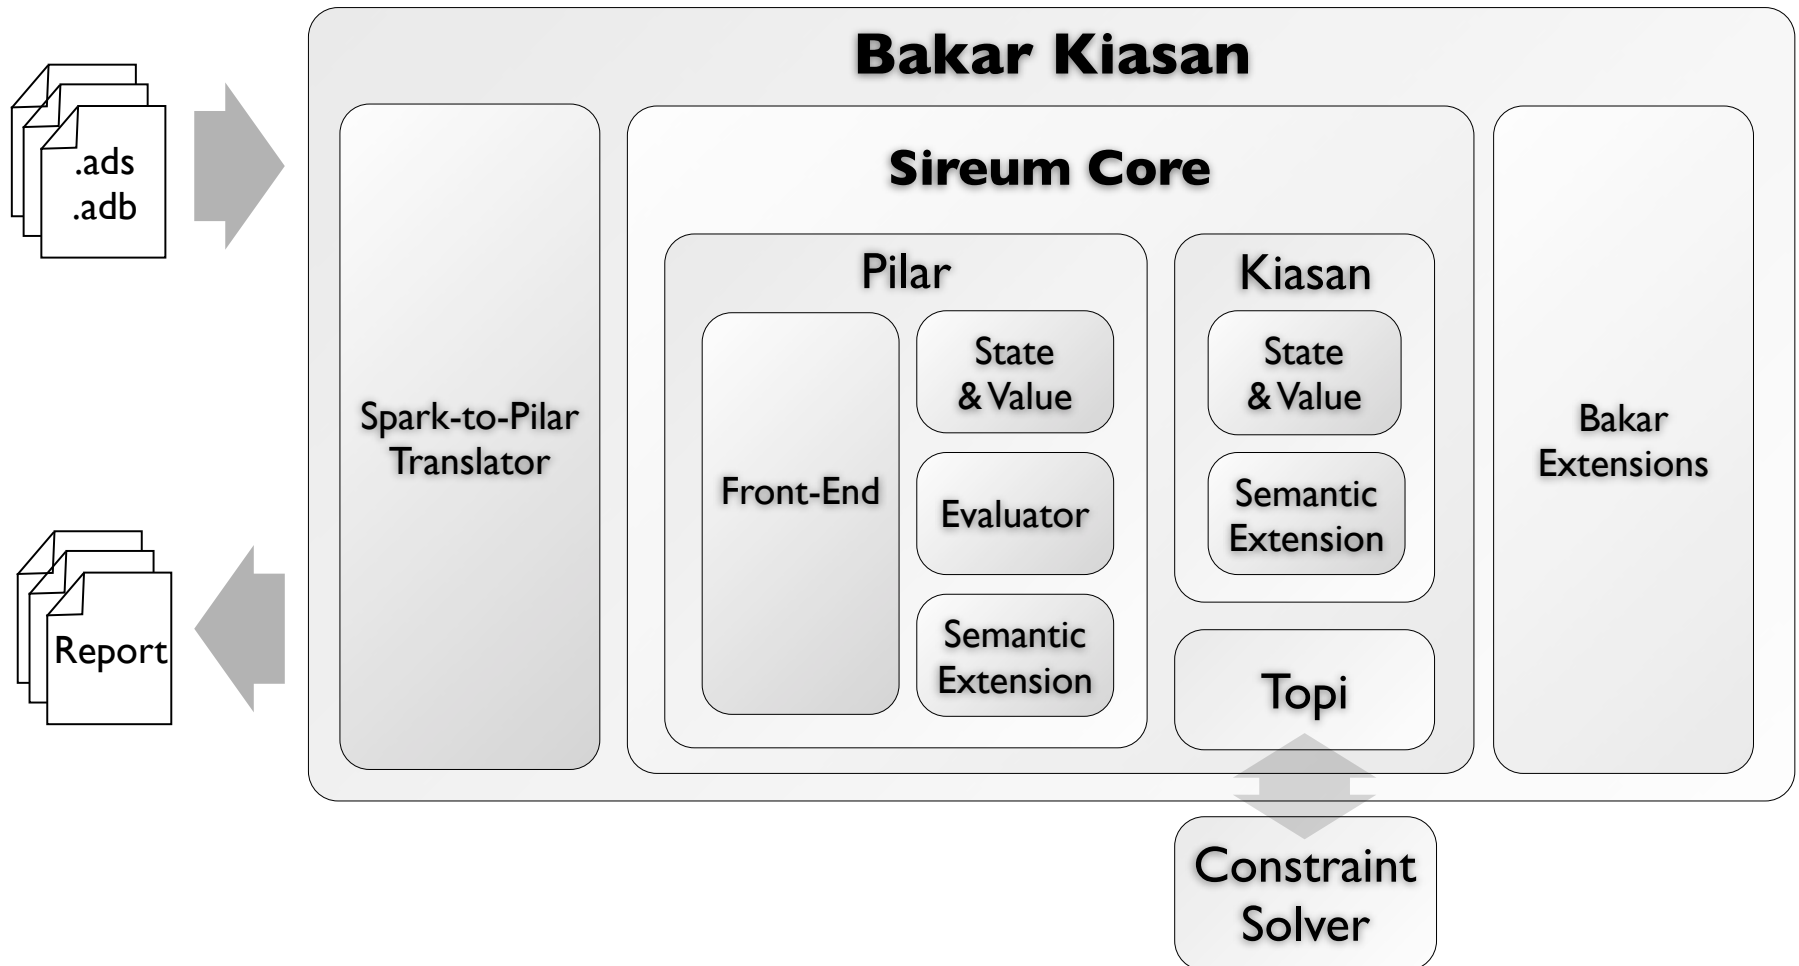 Bakar Kiasan
.ads
.adb
Report
Spark-to-Pilar
Translator
Sireum Core
Pilar
Front-End
State
& Value
Evaluator
Semantic
Extension
Kiasan
State
& Value
Semantic
Extension
Topi
Bakar
Extensions
Constraint
Solver